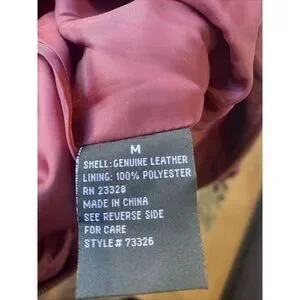 M
SHELL: GENUINE LEATHER
LINING: 100% POLYESTER
RN 23328
MADE IN CHINA
SEE REVERSE SIDE
FOR CARE
STYLE# 73326